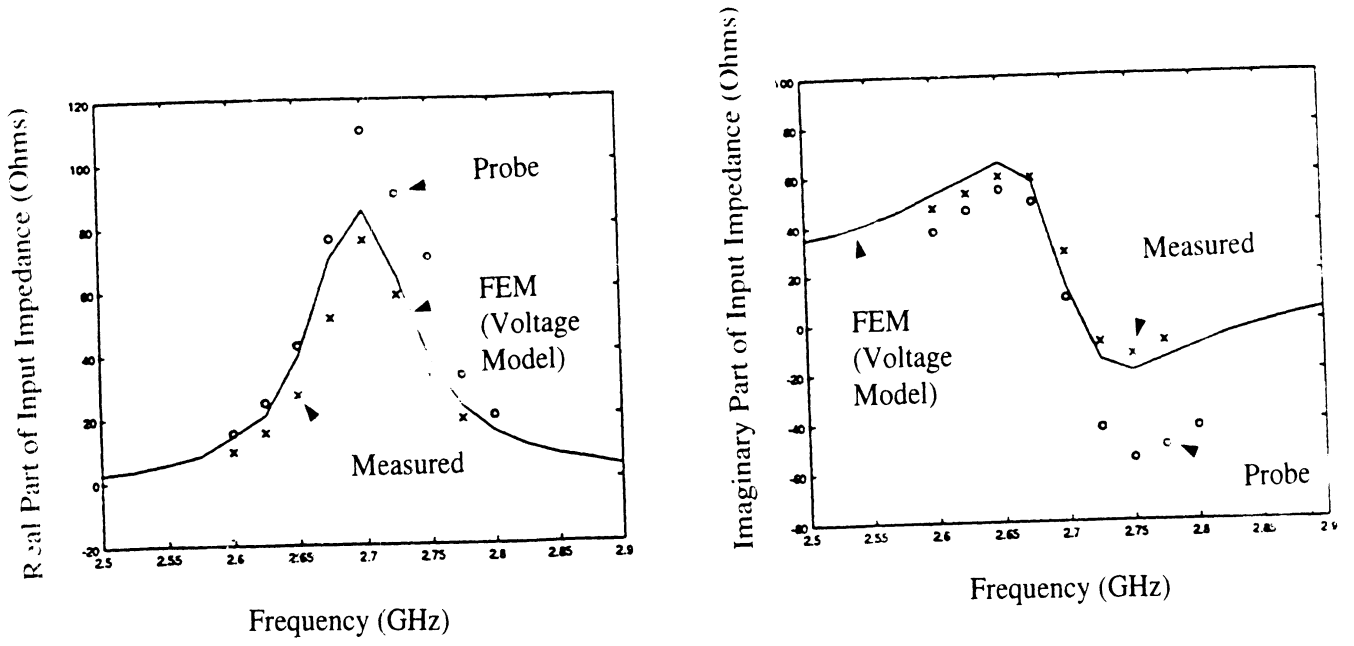 Real Part of Input Impedance (Ohms)
120
100
80
60
40
20
0
-20
2.5
2.55
2.6
2.65
2.7
2.75
2.8
2.85
2.9
Probe
FEM
(Voltage
Model)
Measured
Frequency (GHz)
Imaginary Part of Input Impedance (Ohms)
100
80
60
40
20
0
-20
-40
-60
-80
2.5
2.55
2.6
2.65
2.7
2.75
2.8
2.85
2.9
Measured
FEM
(Voltage
Model)
Probe
Frequency (GHz)